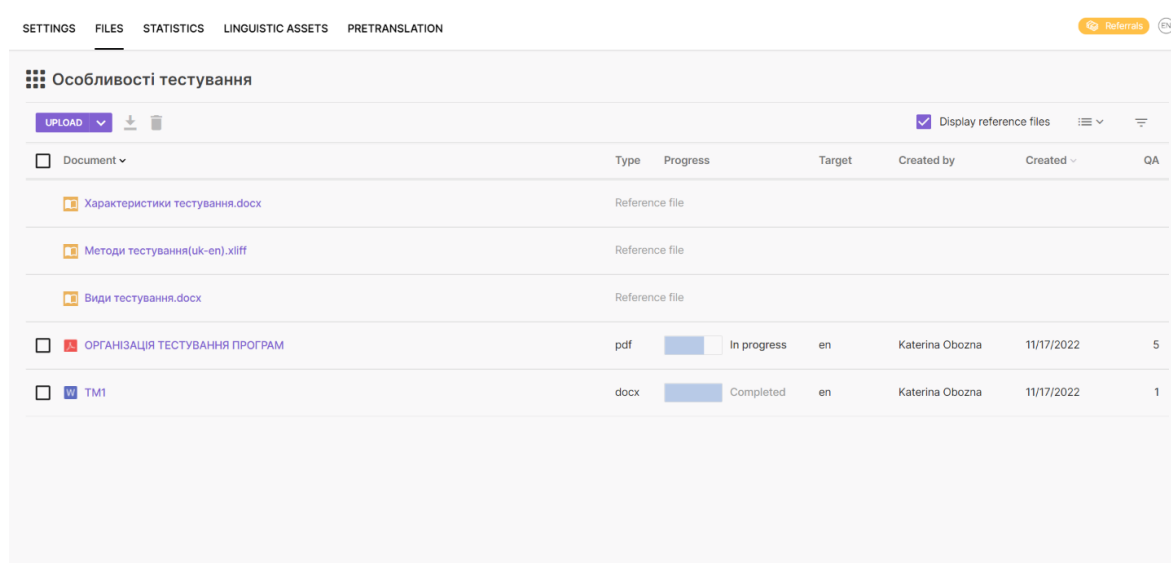 SETTINGS FILES STATISTICS LINGUISTIC ASSETS PRETRANSLATION Referrals EN
Особливості тестування
UPLOAD Display reference files
Document Type Progress Target Created by Created QA
Характеристики тестування.docx Reference file
Методи тестування(uk-en).xliff Reference file
Види тестування.docx Reference file
ОРГАНІЗАЦІЯ ТЕСТУВАННЯ ПРОГРАМ pdf In progress en Katerina Obozna 11/17/2022 5
W TM1 docx Completed en Katerina Obozna 11/17/2022 1